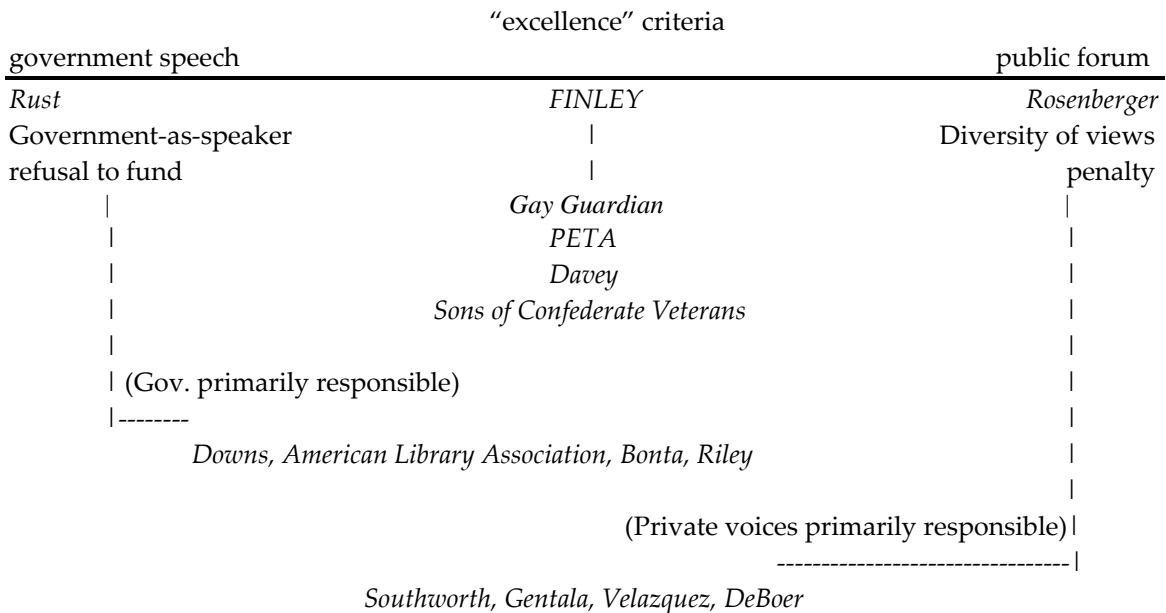 “excellence” criteria
government speech public forum
Rust FINLEY Rosenberger
Government-as-speaker | Diversity of views
refusal to fund | penalty
| Gay Guardian |
| PETA |
| Davey |
| Sons of Confederate Veterans |
| |
| (Gov. primarily responsible) |
|-------- |
Downs, American Library Association, Bonta, Riley |
|
(Private voices primarily responsible)|
---------------------------------|
Southworth, Gentala, Velazquez, DeBoer